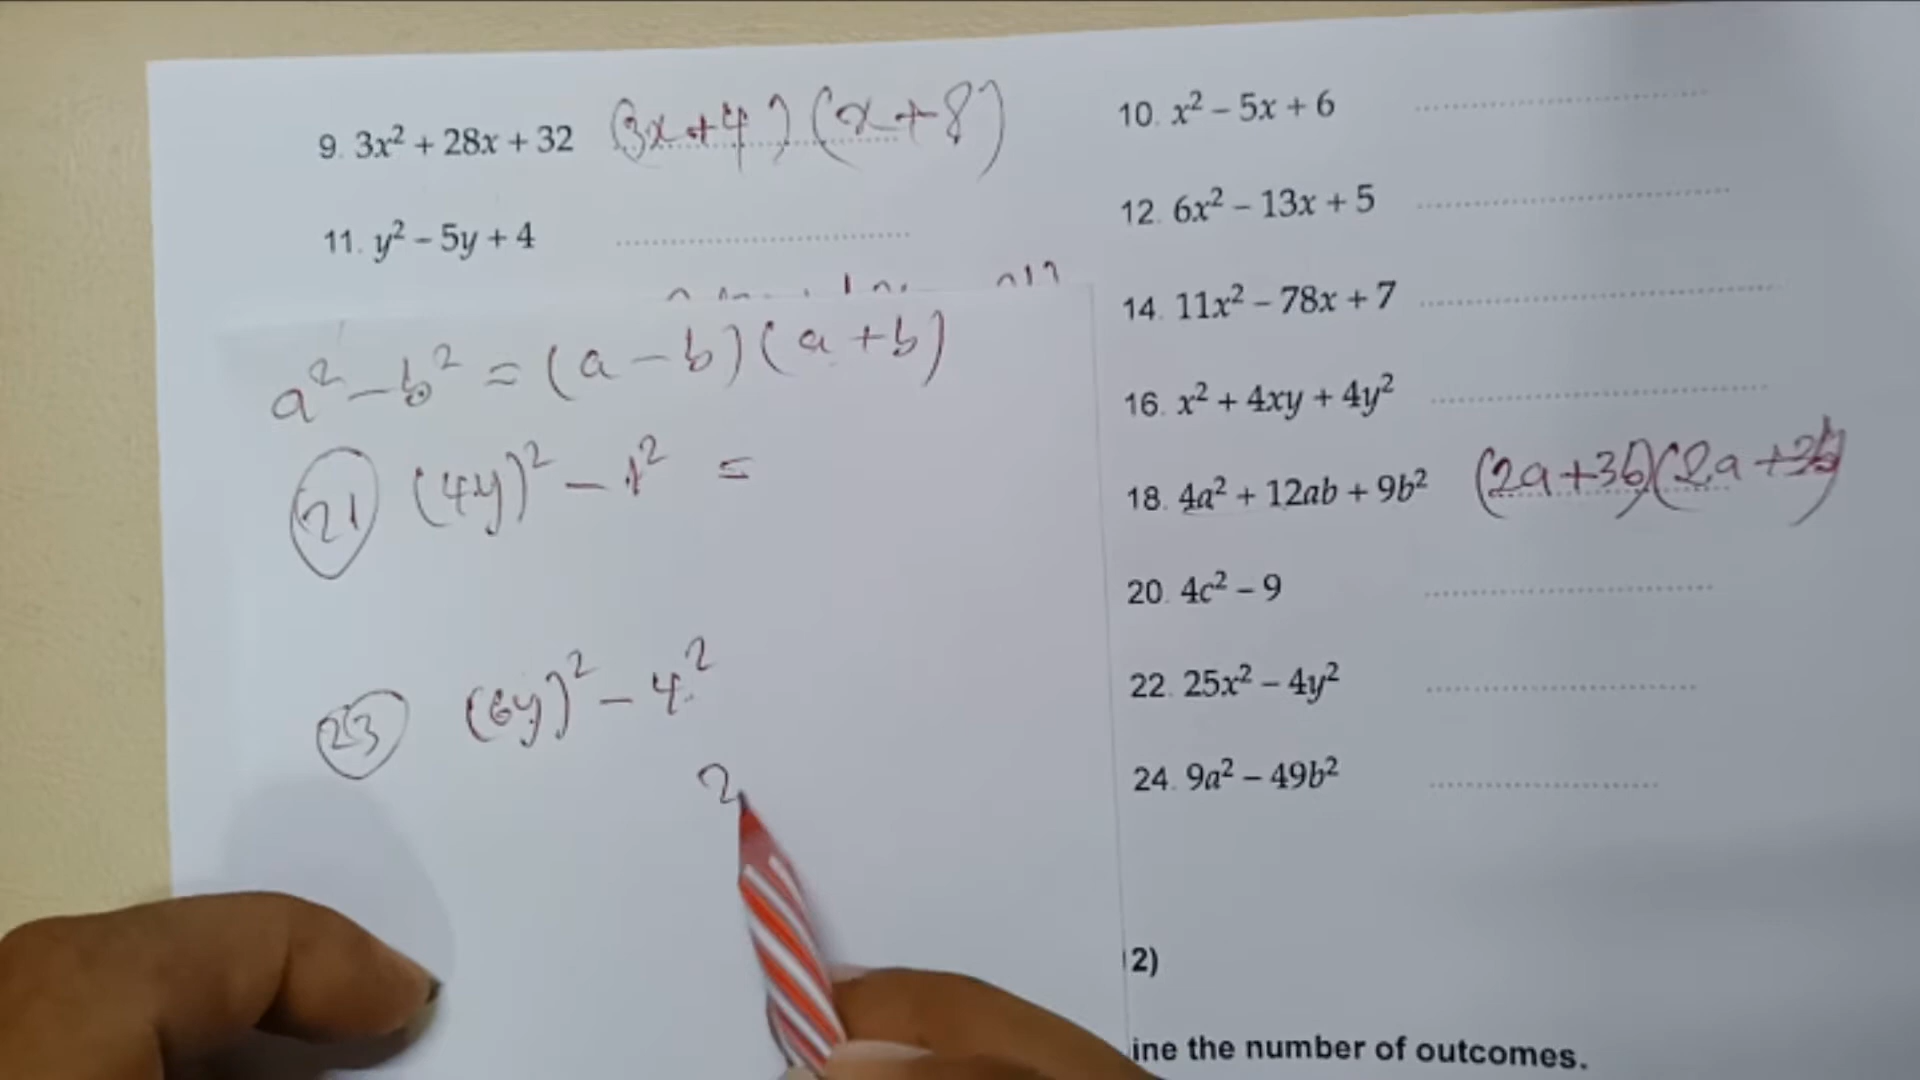 9. 3x² + 28x + 32 (3x+4)(x+8)
10. x² – 5x + 6
11. y² – 5y + 4
12. 6x² – 13x + 5
14. 11x² – 78x + 7
a² – b² = (a – b)(a + b)
16. x² + 4xy + 4y²
21 (4y)² – 1² =
18. 4a² + 12ab + 9b² (2a+3b)(2a+3b)
20. 4c² – 9
23 (6y)² – 4²
22. 25x² – 4y²
2
24. 9a² – 49b²
2)
ine the number of outcomes.